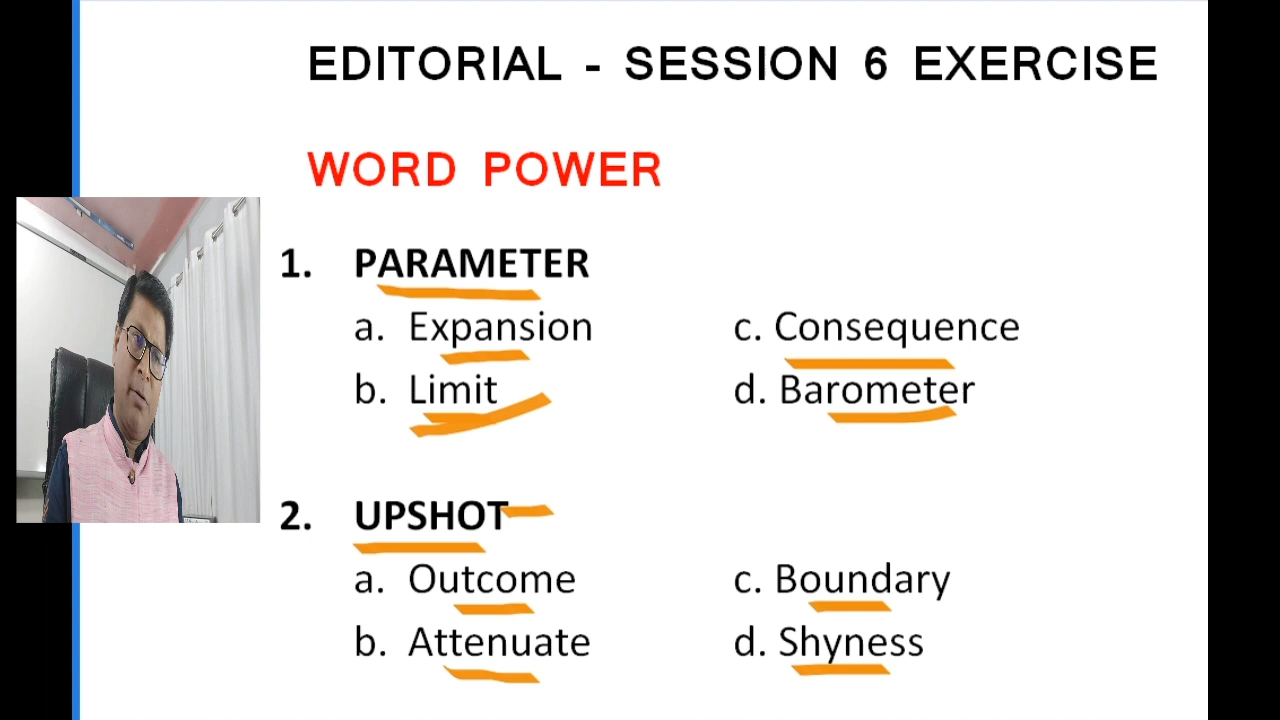 EDITORIAL - SESSION 6 EXERCISE
WORD POWER
1. PARAMETER
a. Expansion c. Consequence
b. Limit d. Barometer
2. UPSHOT
a. Outcome c. Boundary
b. Attenuate d. Shyness